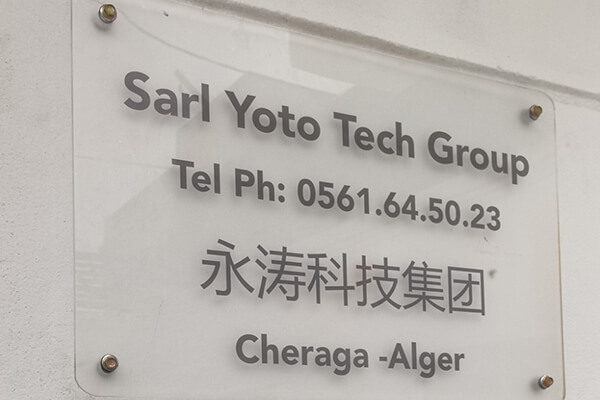 Sarl Yoto Tech Group
Tel Ph: 0561.64.50.23
永涛科技集团
Cheraga -Alger